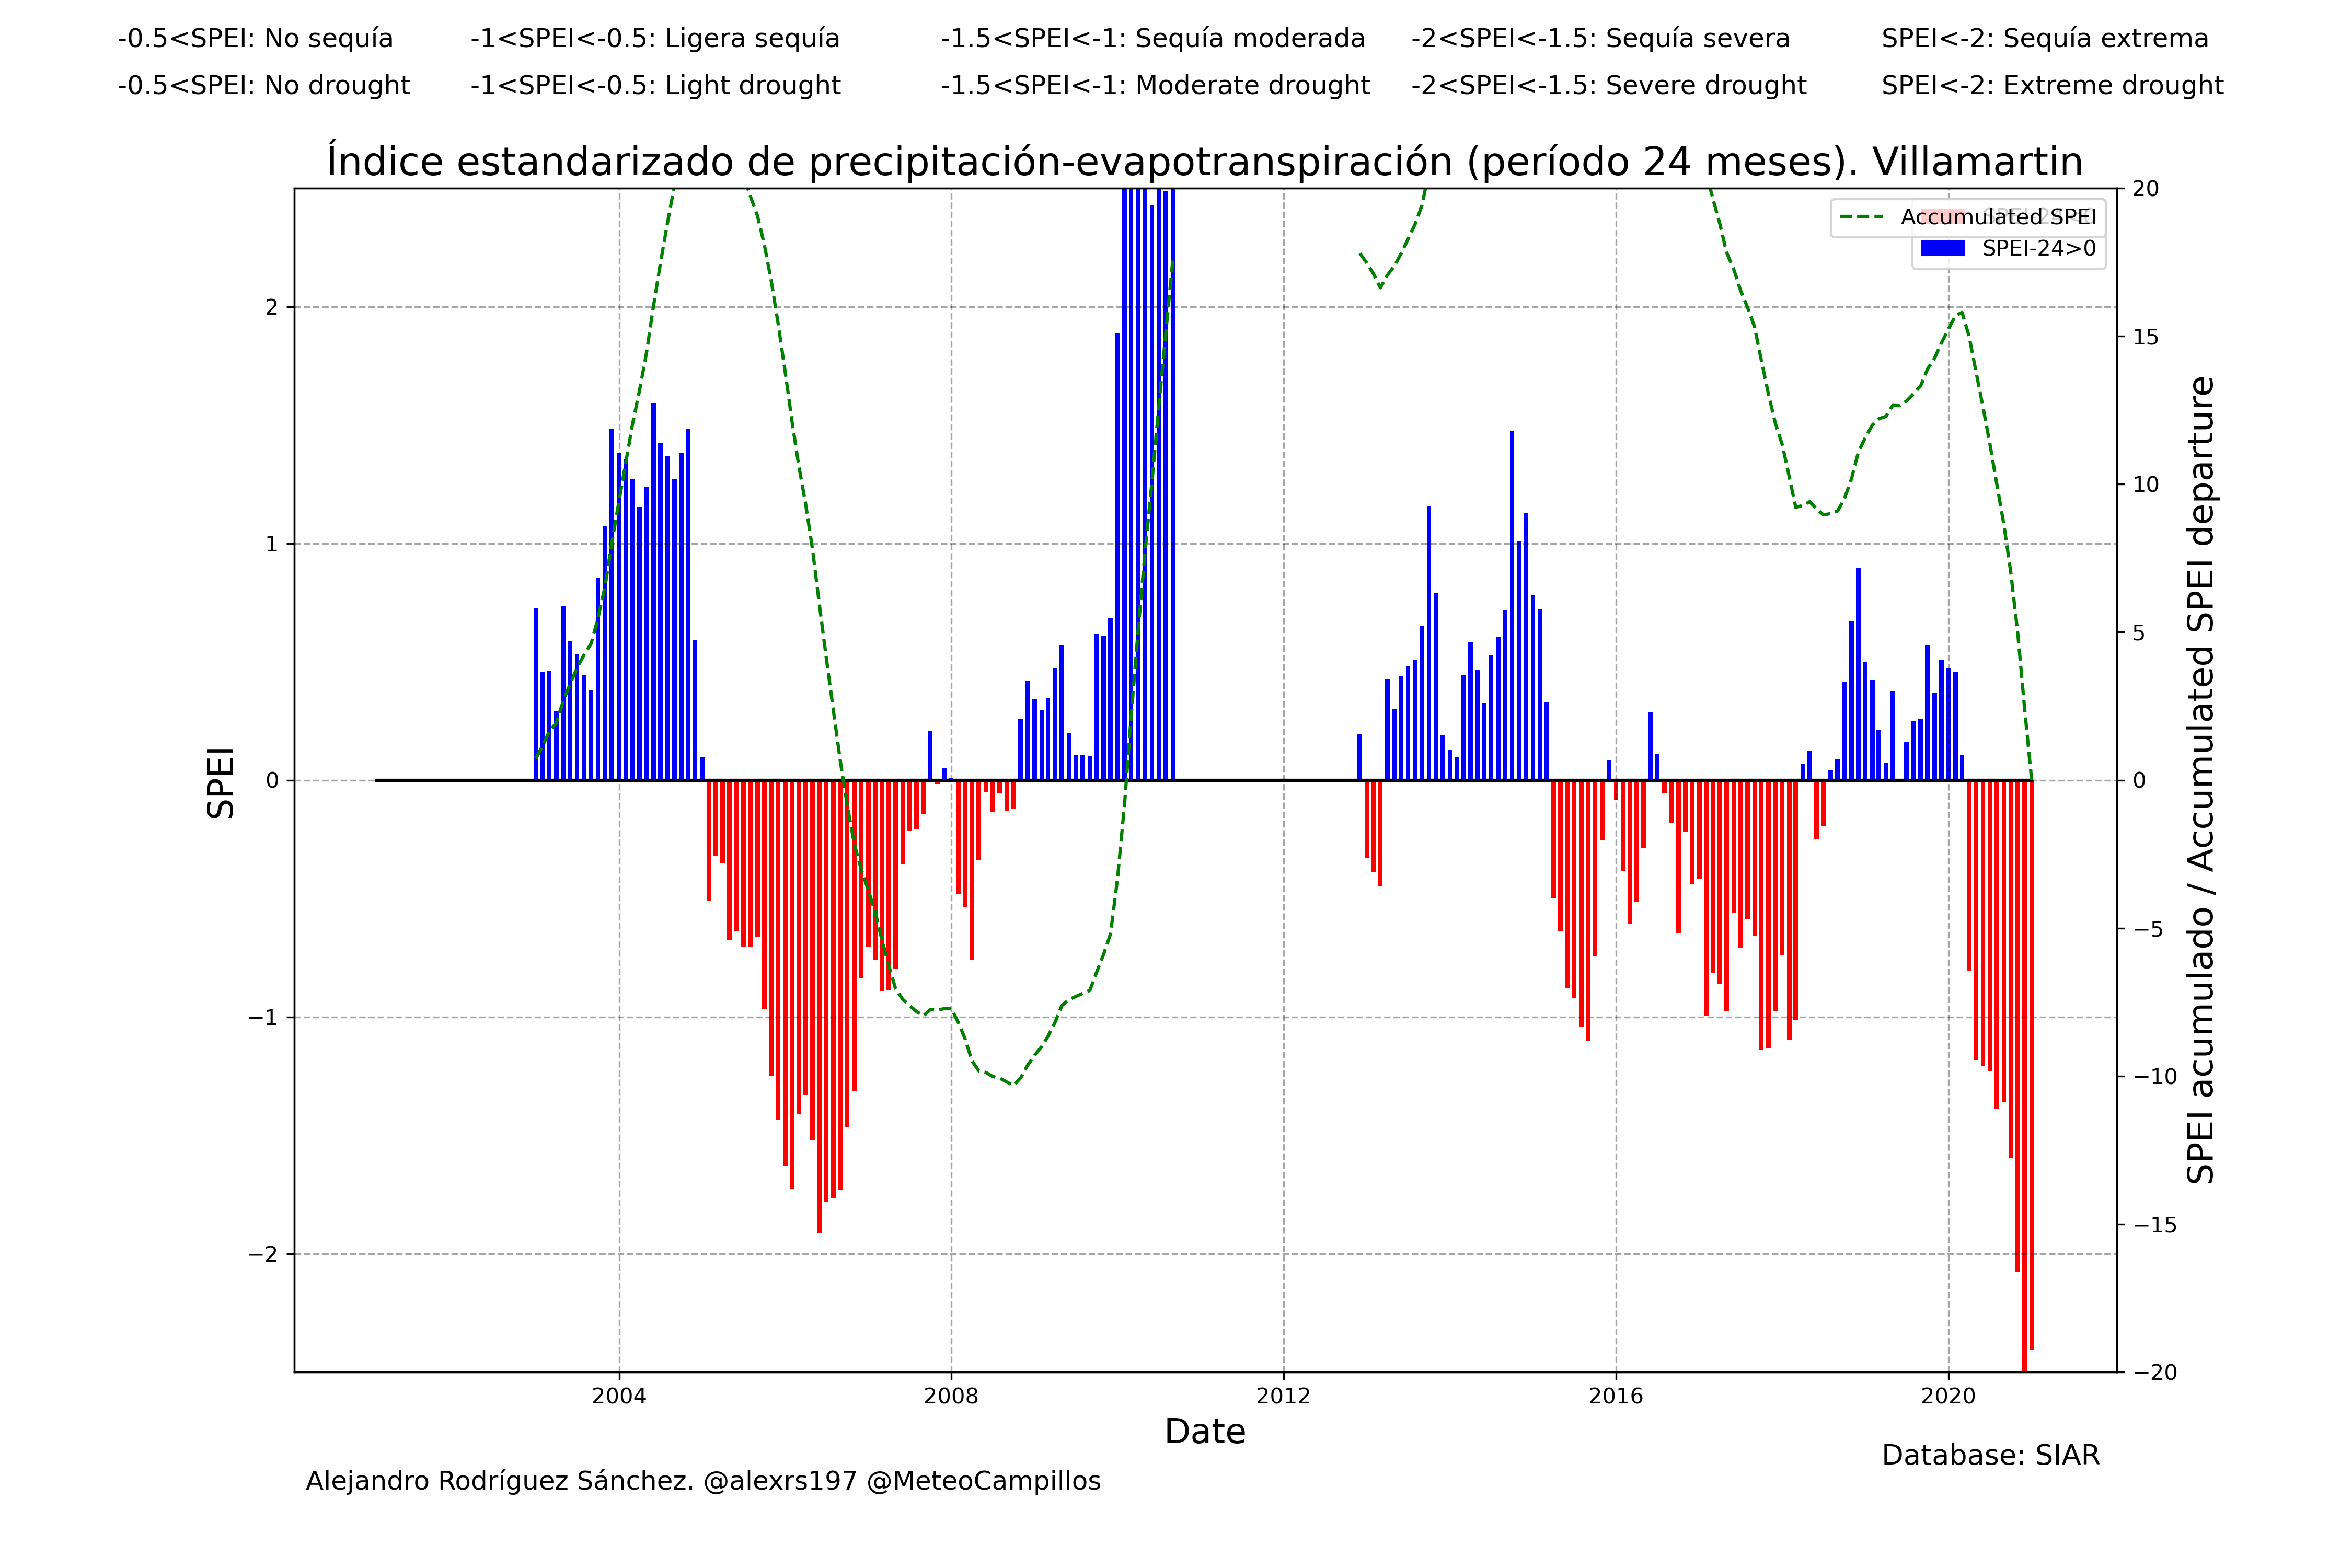 -0.5<SPEI: No sequía -1<SPEI<-0.5: Ligera sequía -1.5<SPEI<-1: Sequía moderada -2<SPEI<-1.5: Sequía severa SPEI<-2: Sequía extrema
-0.5<SPEI: No drought -1<SPEI<-0.5: Light drought -1.5<SPEI<-1: Moderate drought -2<SPEI<-1.5: Severe drought SPEI<-2: Extreme drought
Índice estandarizado de precipitación-evapotranspiración (período 24 meses). Villamartin
Accumulated SPEI
SPEI-24>0
SPEI
2
1
0
−1
−2
20
15
10
5
0
−5
−10
−15
−20
SPEI acumulado / Accumulated SPEI departure
2004 2008 2012 2016 2020
Date
Database: SIAR
Alejandro Rodríguez Sánchez. @alexrs197 @MeteoCampillos